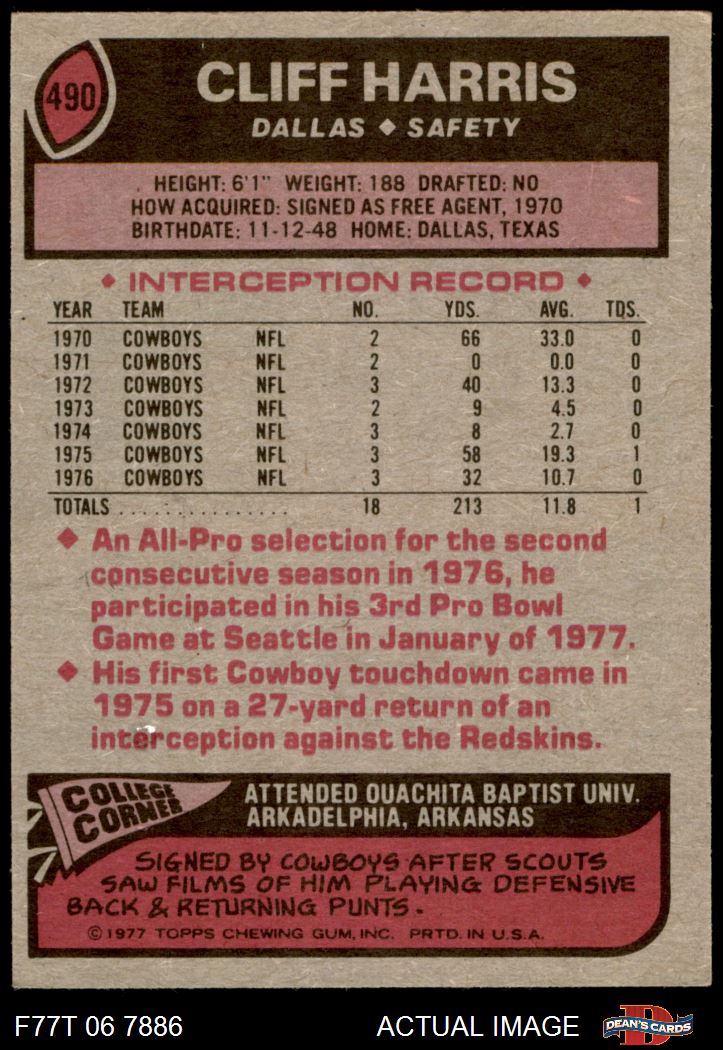 490
CLIFF HARRIS
DALLAS ◆ SAFETY
HEIGHT: 6'1" WEIGHT: 188 DRAFTED: NO
HOW ACQUIRED: SIGNED AS FREE AGENT, 1970
BIRTHDATE: 11-12-48 HOME: DALLAS, TEXAS
◆ INTERCEPTION RECORD ◆
YEAR TEAM NO. YDS. AVG. TDS.
1970 COWBOYS NFL 2 66 33.0 0
1971 COWBOYS NFL 2 0 0.0 0
1972 COWBOYS NFL 3 40 13.3 0
1973 COWBOYS NFL 2 9 4.5 0
1974 COWBOYS NFL 3 8 2.7 0
1975 COWBOYS NFL 3 58 19.3 1
1976 COWBOYS NFL 3 32 10.7 0
TOTALS . . . . . . . . . . . . . . . 18 213 11.8 1
◆ An All-Pro selection for the second
consecutive season in 1976, he
participated in his 3rd Pro Bowl
Game at Seattle in January of 1977.
◆ His first Cowboy touchdown came in
1975 on a 27-yard return of an
interception against the Redskins.
COLLEGE
CORNER
ATTENDED OUACHITA BAPTIST UNIV.
ARKADELPHIA, ARKANSAS
SIGNED BY COWBOYS AFTER SCOUTS
SAW FILMS OF HIM PLAYING DEFENSIVE
BACK & RETURNING PUNTS.
© 1977 TOPPS CHEWING GUM, INC. PRTD. IN U.S.A.
F77T 06 7886 ACTUAL IMAGE
D
DEAN'S CARDS